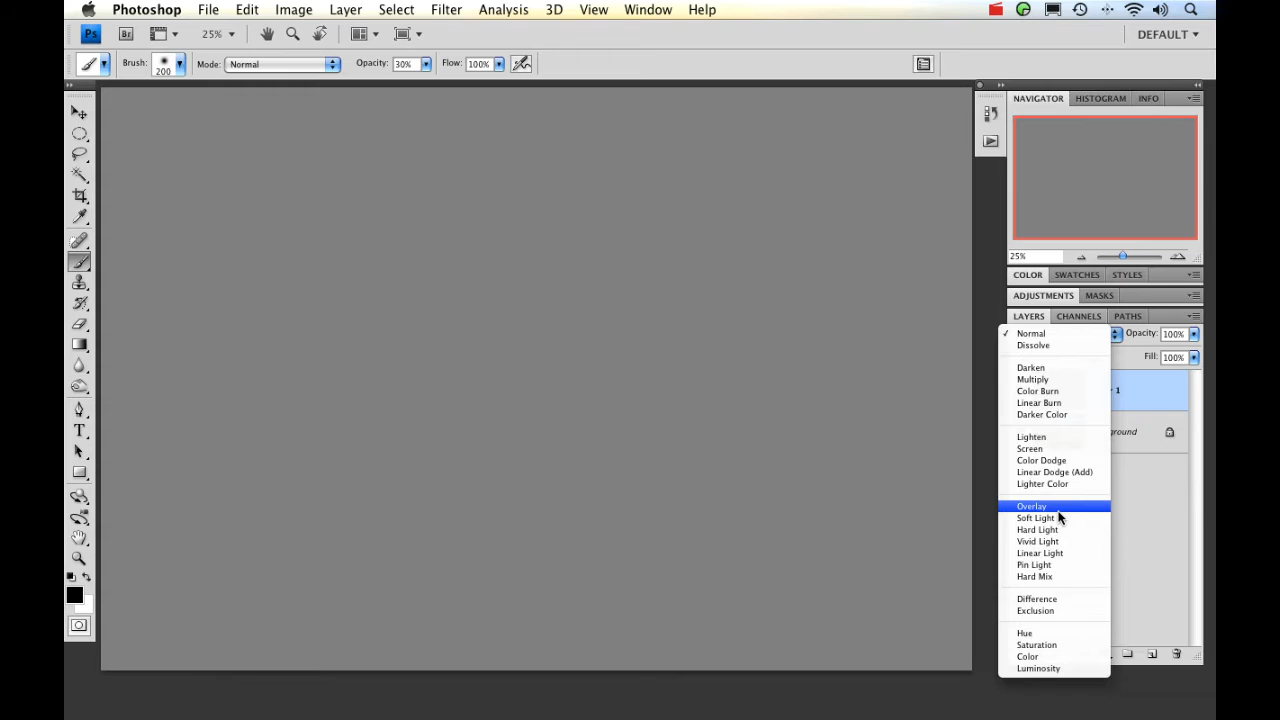 Photoshop File Edit Image Layer Select Filter Analysis 3D View Window Help
Ps Br 25% DEFAULT
Brush: 200 Mode: Normal Opacity: 30% Flow: 100%
NAVIGATOR HISTOGRAM INFO
25%
COLOR SWATCHES STYLES
ADJUSTMENTS MASKS
LAYERS CHANNELS PATHS
✓ Normal Opacity: 100%
Dissolve
Fill: 100%
Darken
Multiply
Color Burn
Linear Burn
Darker Color
1
ground
Lighten
Screen
Color Dodge
Linear Dodge (Add)
Lighter Color
Overlay
Soft Light
Hard Light
Vivid Light
Linear Light
Pin Light
Hard Mix
Difference
Exclusion
Hue
Saturation
Color
Luminosity
T